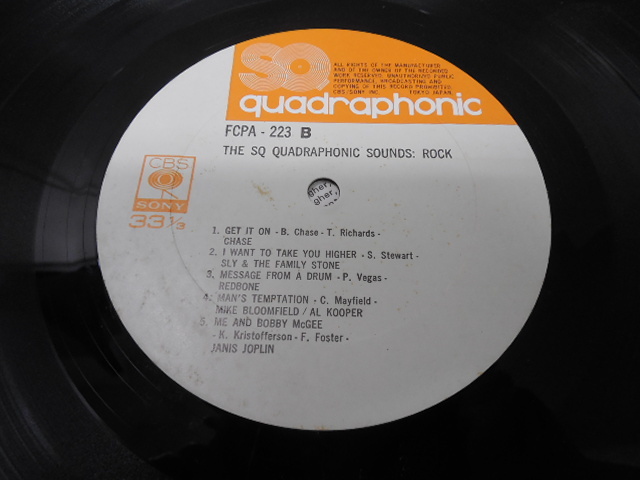 SQ
ALL RIGHTS OF THE MANUFACTURER
AND OF THE OWNER OF THE RECORDED
WORK RESERVED. UNAUTHORIZED PUBLIC
PERFORMANCE, BROADCASTING AND
COPYING OF THIS RECORD PROHIBITED
CBS/SONY INC. TOKYO JAPAN
quadraphonic
FCPA - 223 B
THE SQ QUADRAPHONIC SOUNDS: ROCK
CBS
SONY
33 1/3
gher,
gher,
1. GET IT ON - B. Chase - T. Richards -
CHASE
2. I WANT TO TAKE YOU HIGHER - S. Stewart -
SLY & THE FAMILY STONE
3. MESSAGE FROM A DRUM - P. Vegas -
REDBONE
4. MAN'S TEMPTATION - C. Mayfield -
MIKE BLOOMFIELD / AL KOOPER
5. ME AND BOBBY McGEE
- K. Kristofferson - F. Foster -
JANIS JOPLIN